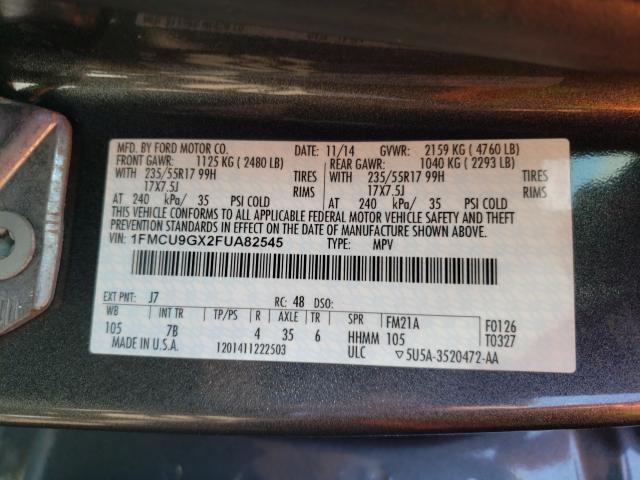 MFD. BY FORD MOTOR CO. DATE: 11/14 GVWR: 2159 KG ( 4760 LB)
FRONT GAWR: 1125 KG ( 2480 LB) REAR GAWR: 1040 KG ( 2293 LB)
WITH 235/55R17 99H TIRES WITH 235/55R17 99H TIRES
17X7.5J RIMS 17X7.5J RIMS
AT 240 kPa/ 35 PSI COLD AT 240 kPa/ 35 PSI COLD
THIS VEHICLE CONFORMS TO ALL APPLICABLE FEDERAL MOTOR VEHICLE SAFETY AND THEFT
PREVENTION STANDARDS IN EFFECT ON THE DATE OF MANUFACTURE SHOWN ABOVE.
VIN: 1FMCU9GX2FUA82545 TYPE: MPV
EXT PNT: J7 RC: 48 DSO:
WB INT TR TP/PS R AXLE TR SPR FM21A F0126
105 7B 4 35 6 HHMM 105 T0327
MADE IN U.S.A. 1201411222503 ULC ▽5U5A-3520472-AA